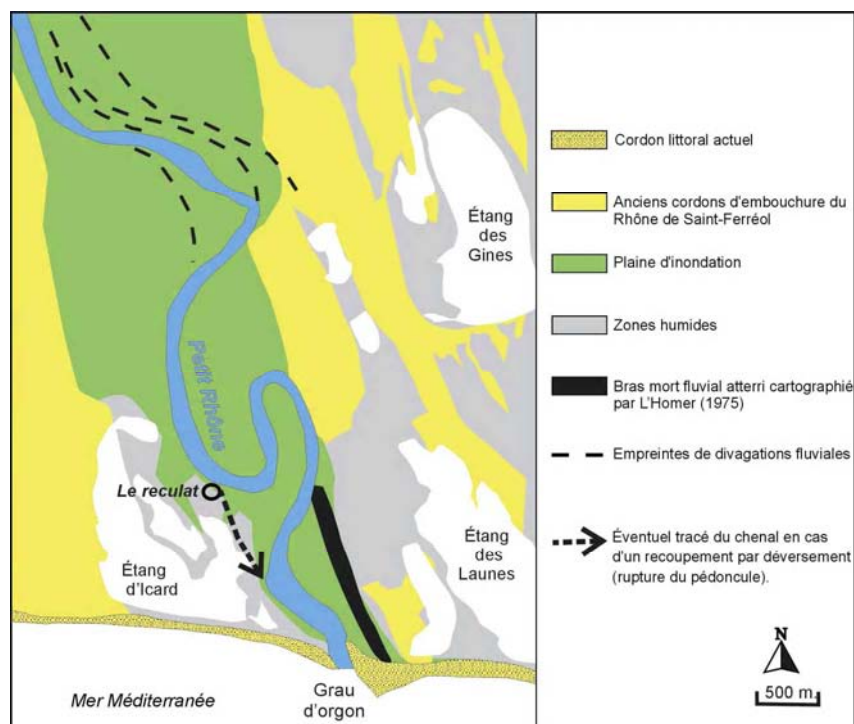 Étang
des
Gines
Petit Rhône
Le reculat
Étang
d'Icard
Étang
des
Launes
Mer Méditerranée
Grau
d'orgon
Cordon littoral actuel
Anciens cordons d'embouchure du
Rhône de Saint-Ferréol
Plaine d'inondation
Zones humides
Bras mort fluvial atterri cartographié
par L'Homer (1975)
Empreintes de divagations fluviales
Éventuel tracé du chenal en cas
d'un recoupement par déversement
(rupture du pédoncule).
N
500 m.